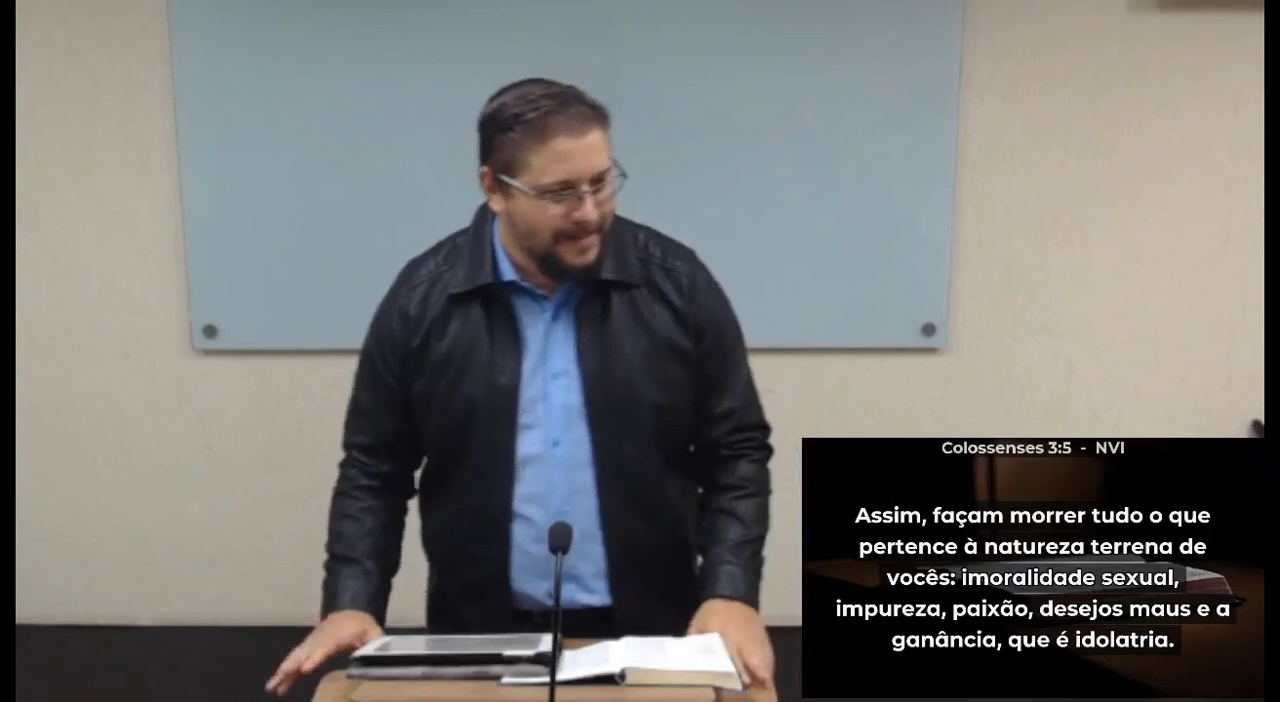 Colossenses 3:5 - NVI
Assim, façam morrer tudo o que
pertence à natureza terrena de
vocês: imoralidade sexual,
impureza, paixão, desejos maus e a
ganância, que é idolatria.